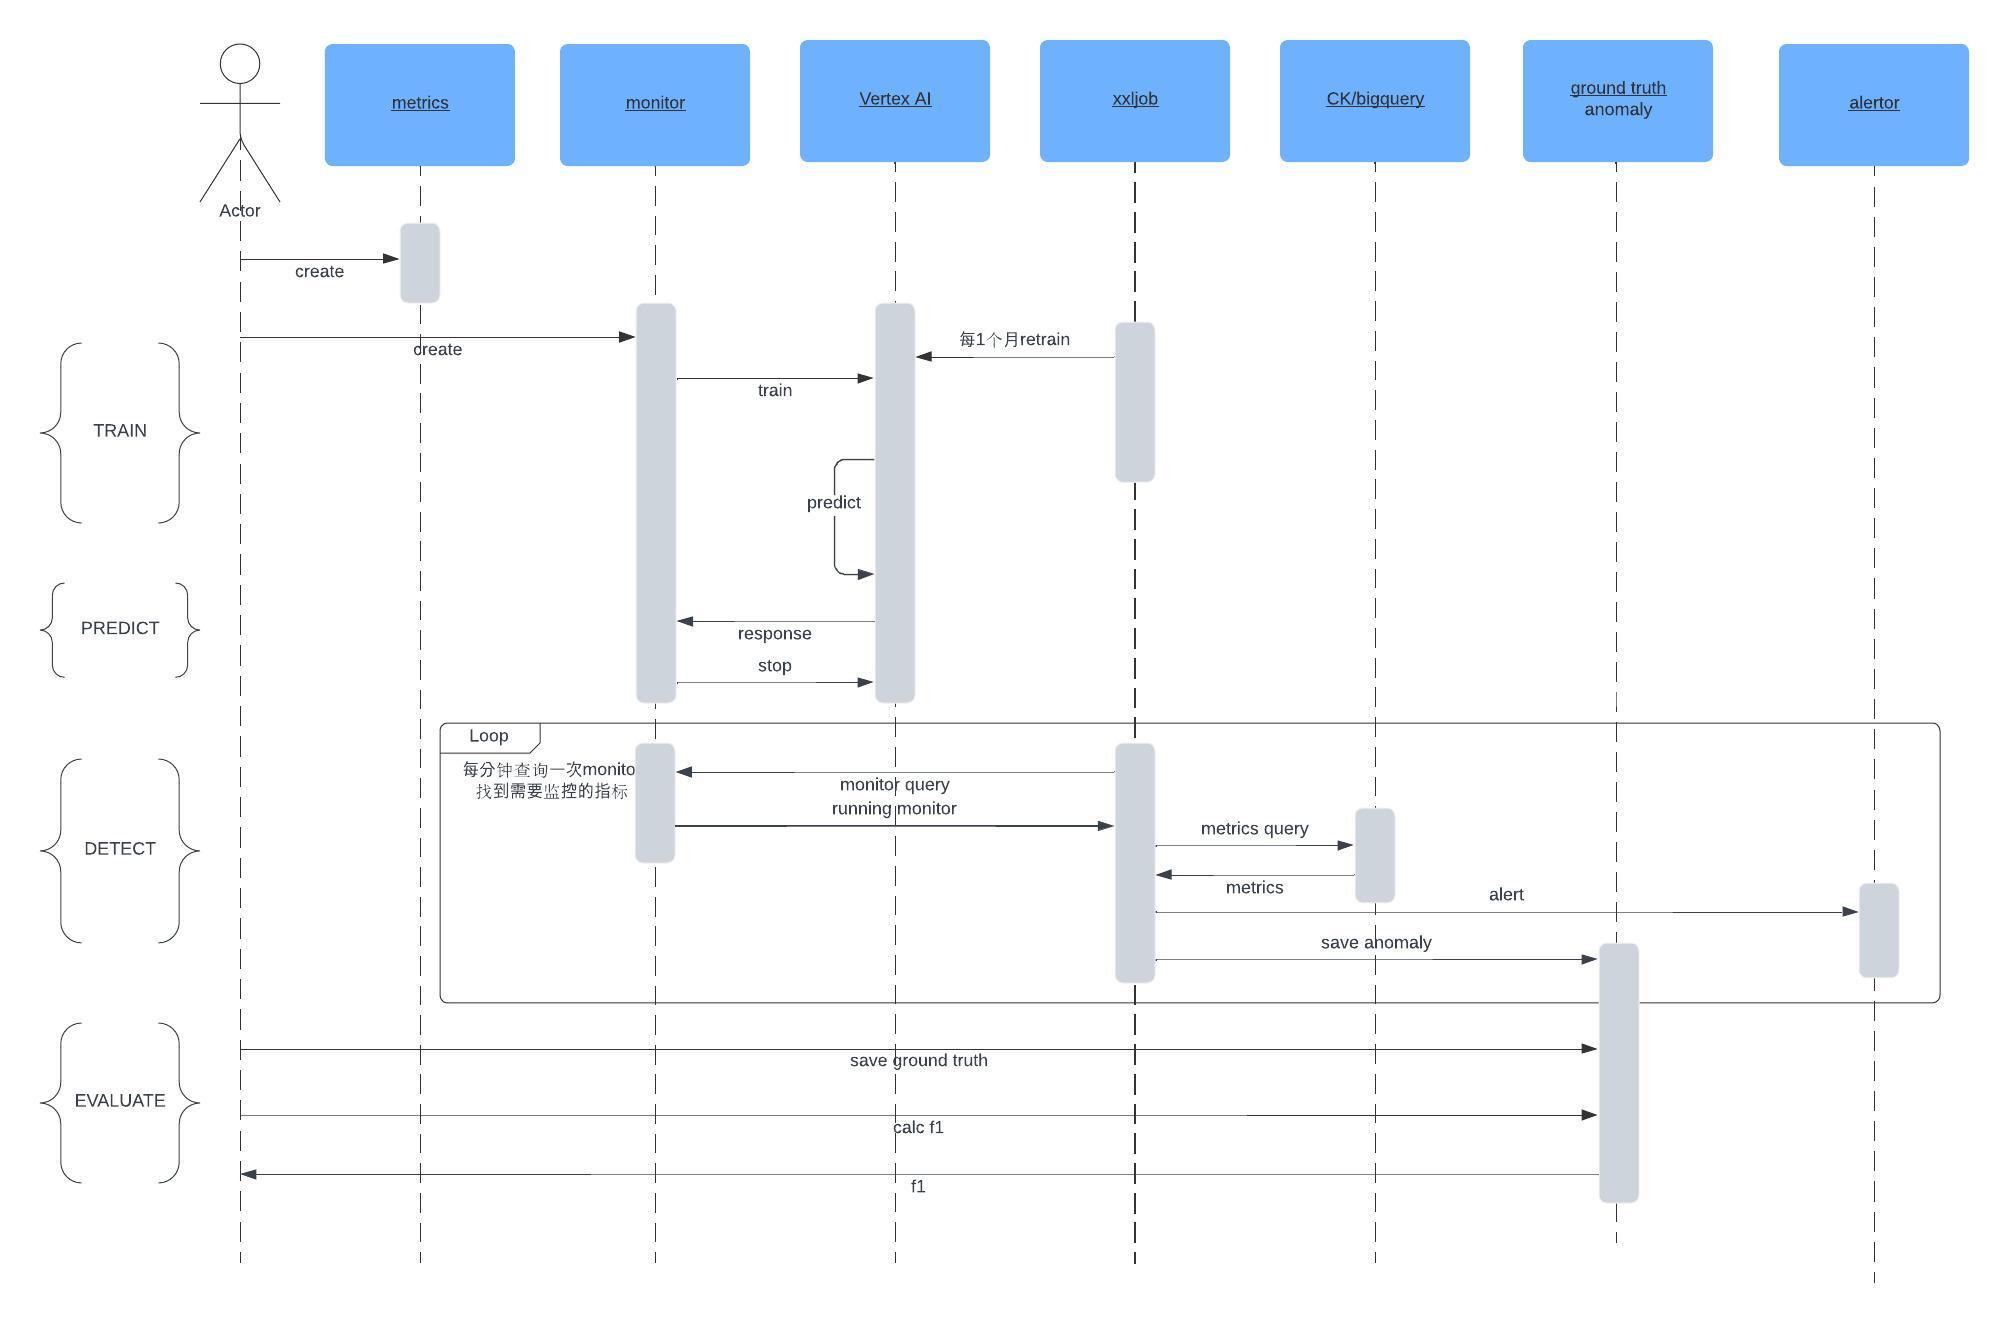 metrics
monitor
Vertex AI
xxljob
CK/bigquery
ground truth
anomaly
alertor
Actor
create
create
每1个月retrain
train
TRAIN
predict
PREDICT
response
stop
Loop
每分钟查询一次monito
找到需要监控的指标
monitor query
running monitor
metrics query
DETECT
metrics
alert
save anomaly
save ground truth
EVALUATE
calc f1
f1